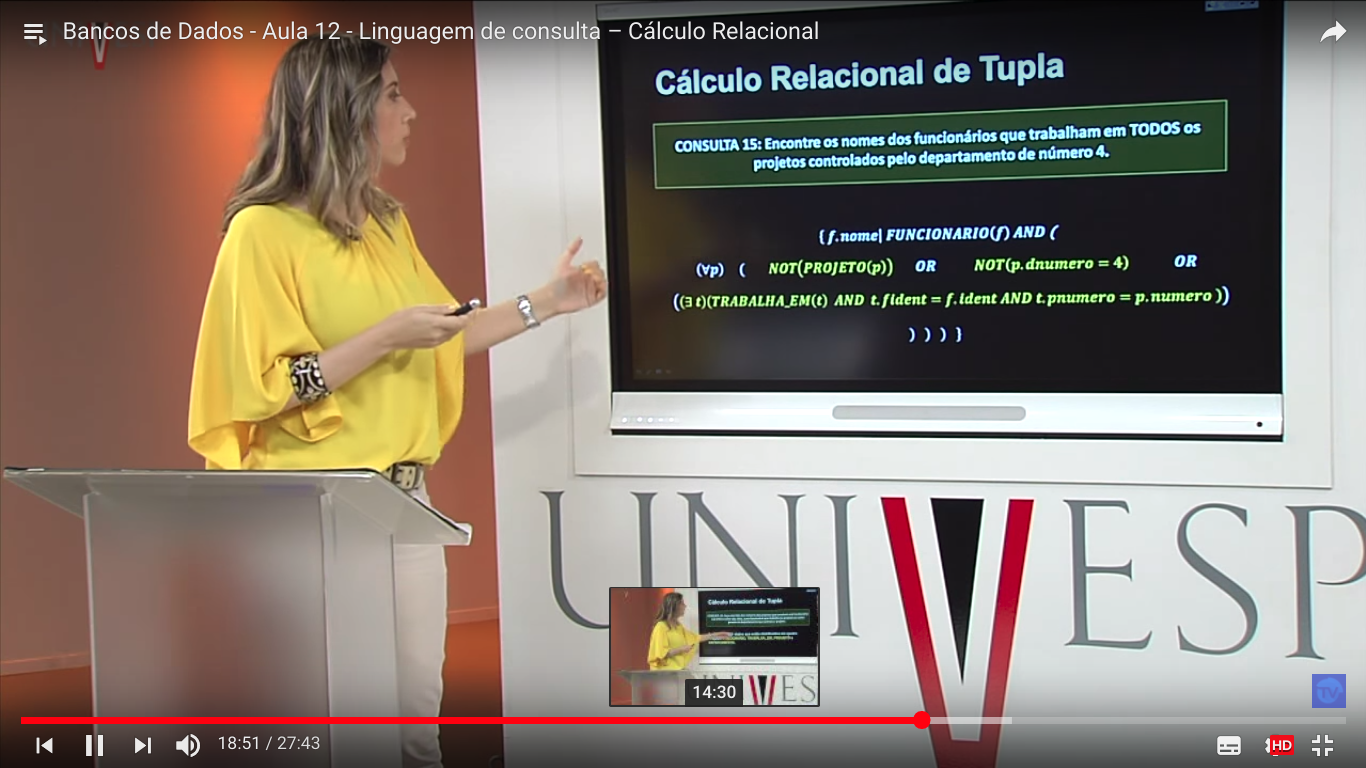 Bancos de Dados - Aula 12 - Linguagem de consulta – Cálculo Relacional
Cálculo Relacional de Tupla
CONSULTA 15: Encontre os nomes dos funcionários que trabalham em TODOS os
projetos controlados pelo departamento de número 4.
{ f.nome| FUNCIONARIO(f) AND (
(∀p) ( NOT(PROJETO(p)) OR NOT(p.dnumero = 4) OR
((∃ t)(TRABALHA_EM(t) AND t.fident = f.ident AND t.pnumero = p.numero ))
) ) ) }
UNIVESP
Cálculo Relacional de Tupla
14:30
TV
18:51 / 27:43
HD